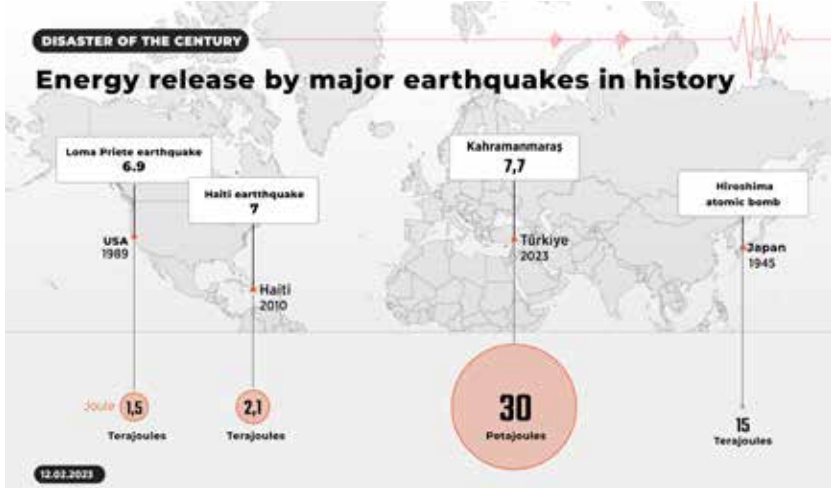 DISASTER OF THE CENTURY
Energy release by major earthquakes in history
Loma Priete earthquake
6.9
Haiti eartthquake
7
Kahramanmaraş
7,7
Hiroshima
atomic bomb
USA
1989
Haiti
2010
Türkiye
2023
Japan
1945
Joule
1,5
Terajoules
2,1
Terajoules
30
Petajoules
15
Terajoules
12.02.2023